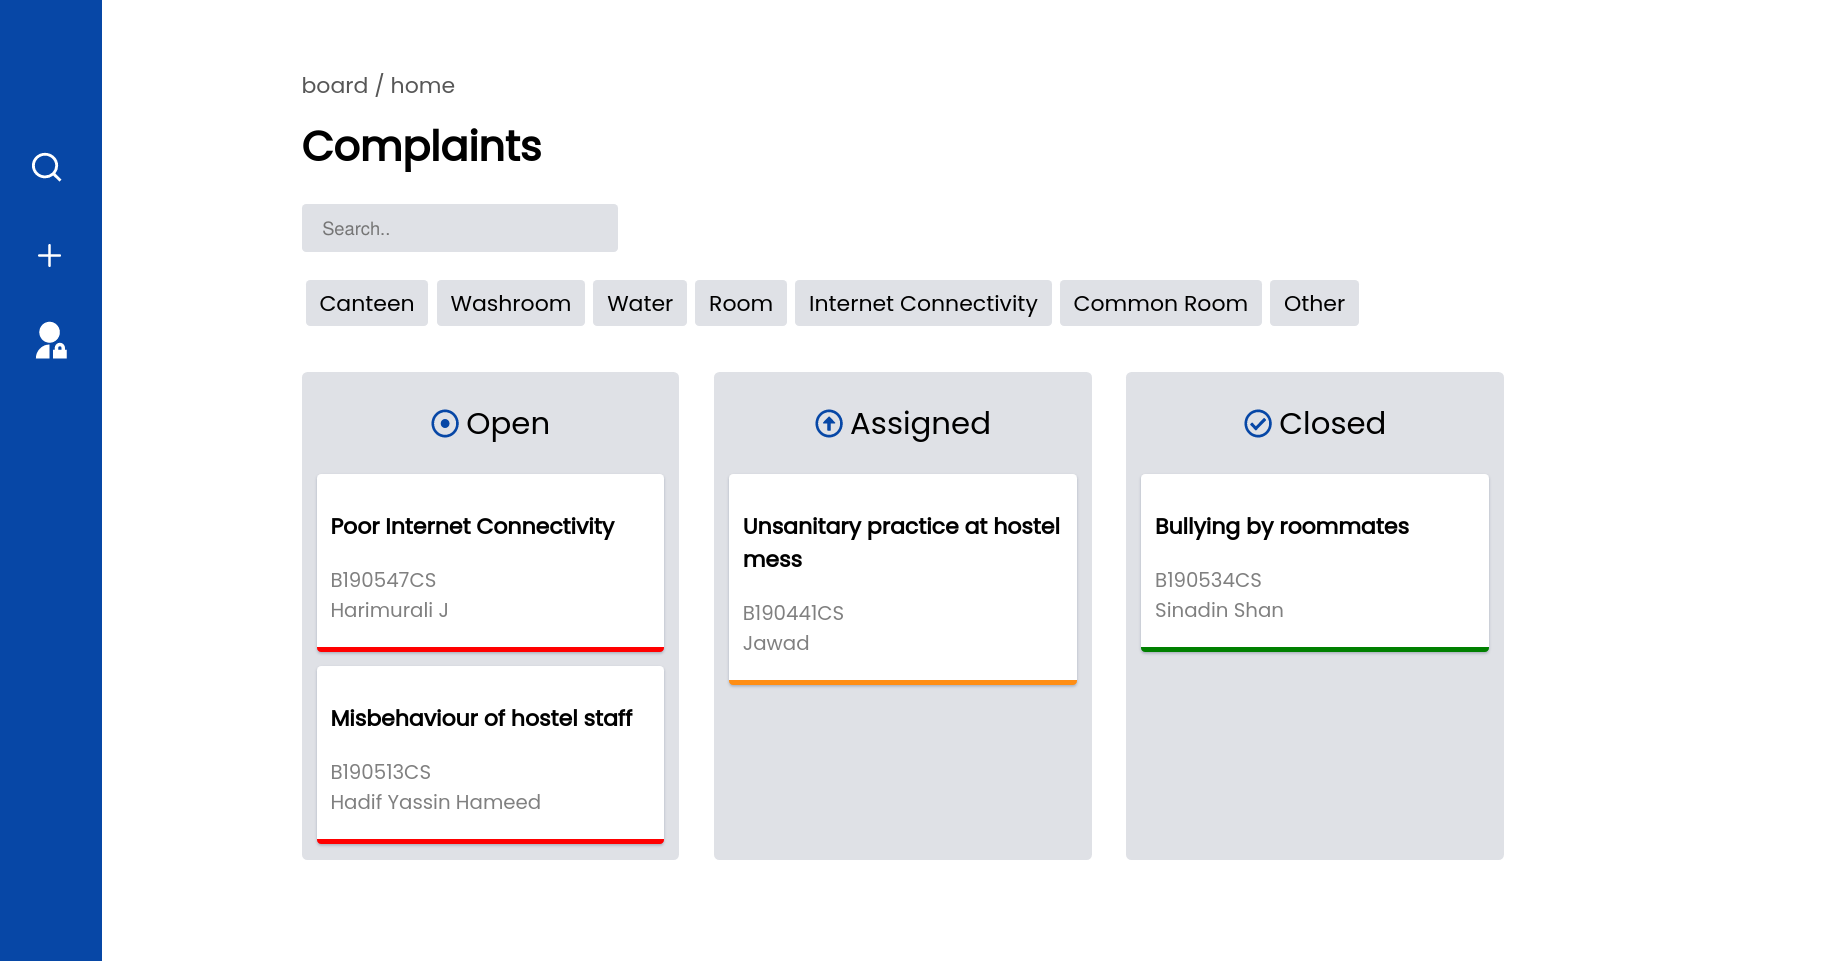 board / home
Complaints
Search..
Canteen
Washroom
Water
Room
Internet Connectivity
Common Room
Other
Open
Poor Internet Connectivity
B190547CS
Harimurali J
Misbehaviour of hostel staff
B190513CS
Hadif Yassin Hameed
Assigned
Unsanitary practice at hostel
mess
B190441CS
Jawad
Closed
Bullying by roommates
B190534CS
Sinadin Shan